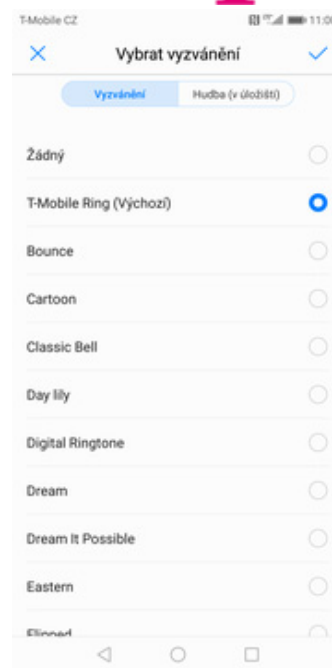 T-Mobile CZ 11:00
Vybrat vyzvánění
Vyzvánění Hudba (v úložišti)
Žádný
T-Mobile Ring (Výchozí)
Bounce
Cartoon
Classic Bell
Day lily
Digital Ringtone
Dream
Dream It Possible
Eastern
Flipped